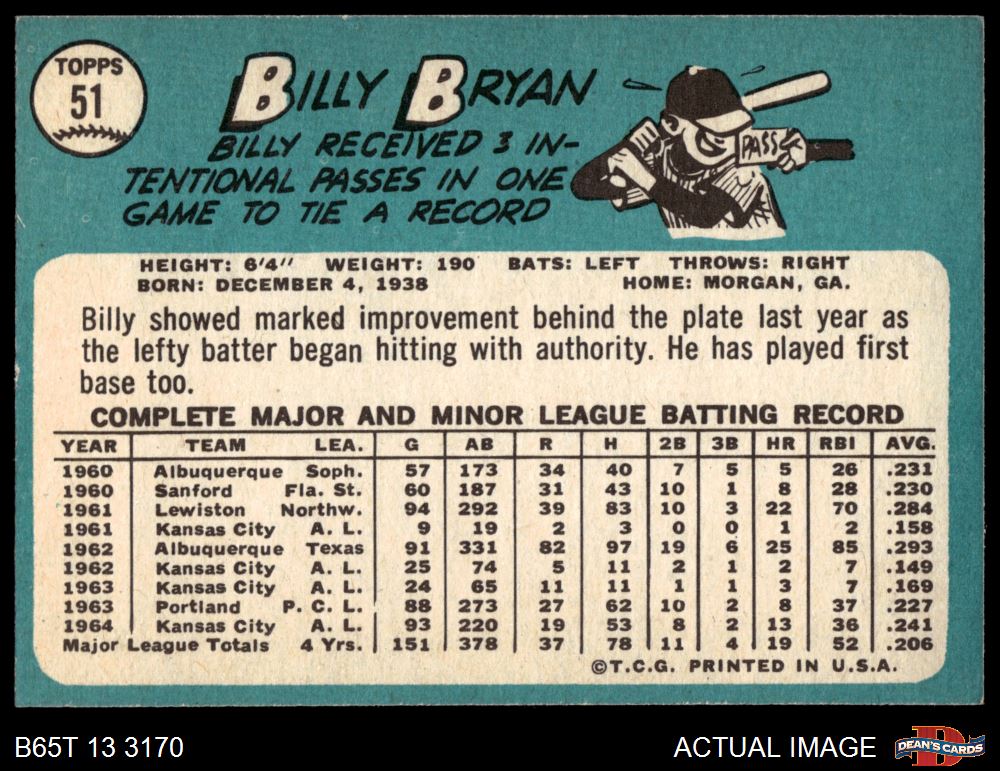 TOPPS
51
BILLY BRYAN
BILLY RECEIVED 3 IN-
TENTIONAL PASSES IN ONE
GAME TO TIE A RECORD
PASS
HEIGHT: 6'4" WEIGHT: 190 BATS: LEFT THROWS: RIGHT
BORN: DECEMBER 4, 1938 HOME: MORGAN, GA.
Billy showed marked improvement behind the plate last year as
the lefty batter began hitting with authority. He has played first
base too.
COMPLETE MAJOR AND MINOR LEAGUE BATTING RECORD
YEAR TEAM LEA. G AB R H 2B 3B HR RBI AVG.
1960 Albuquerque Soph. 57 173 34 40 7 5 5 26 .231
1960 Sanford Fla. St. 60 187 31 43 10 1 8 28 .230
1961 Lewiston Northw. 94 292 39 83 10 3 22 70 .284
1961 Kansas City A. L. 9 19 2 3 0 0 1 2 .158
1962 Albuquerque Texas 91 331 82 97 19 6 25 85 .293
1962 Kansas City A. L. 25 74 5 11 2 1 2 7 .149
1963 Kansas City A. L. 24 65 11 11 1 1 3 7 .169
1963 Portland P. C. L. 88 273 27 62 10 2 8 37 .227
1964 Kansas City A. L. 93 220 19 53 8 2 13 36 .241
Major League Totals 4 Yrs. 151 378 37 78 11 4 19 52 .206
©T.C.G. PRINTED IN U.S.A.
B65T 13 3170 ACTUAL IMAGE
D
DEAN'S CARDS